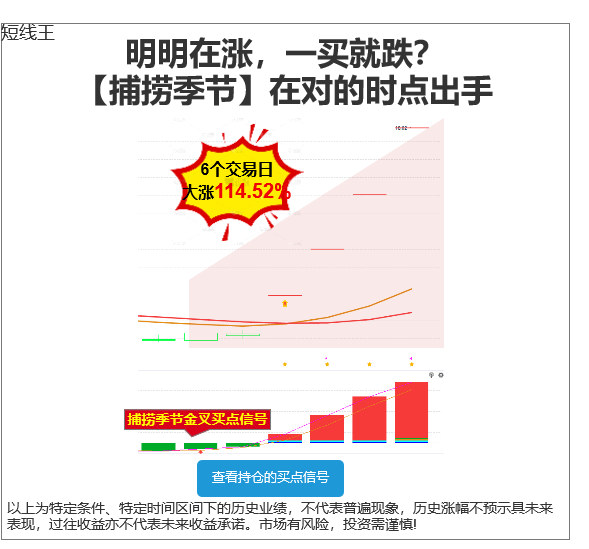 短线王
明明在涨，一买就跌？
【捕捞季节】在对的时点出手
6个交易日
大涨114.52%
捕捞季节金叉买点信号
查看持仓的买点信号
以上为特定条件、特定时间区间下的历史业绩，不代表普遍现象，历史涨幅不预示具未来
表现，过往收益亦不代表未来收益承诺。市场有风险，投资需谨慎!